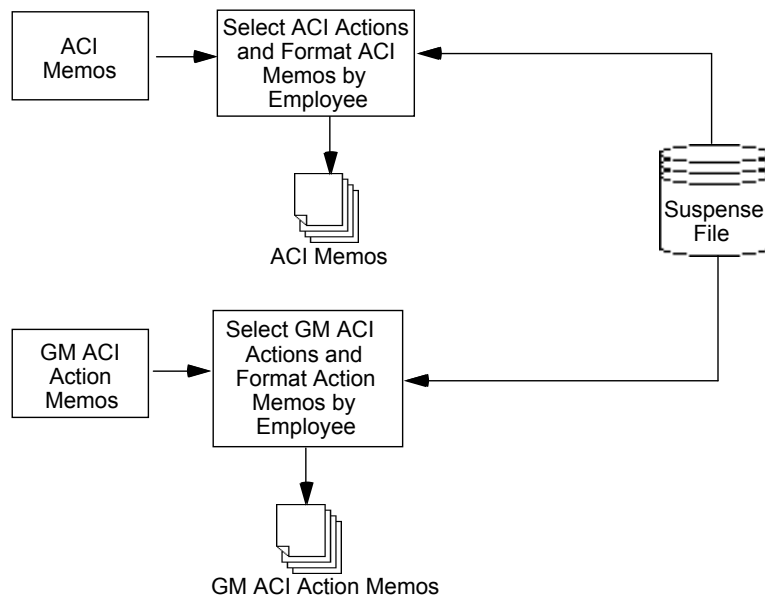 ACI
Memos
Select ACI Actions
and Format ACI
Memos by
Employee
ACI Memos
Suspense
File
GM ACI
Action
Memos
Select GM ACI
Actions and
Format Action
Memos by
Employee
GM ACI Action Memos